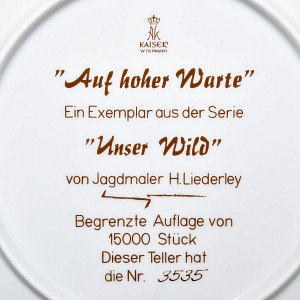 KAISER
W.GERMANY
"Auf hoher Warte"
Ein Exemplar aus der Serie
"Unser Wild"
von Jagdmaler H.Liederley
Begrenzte Auflage von
15000 Stück
Dieser Teller hat
die Nr. 3535